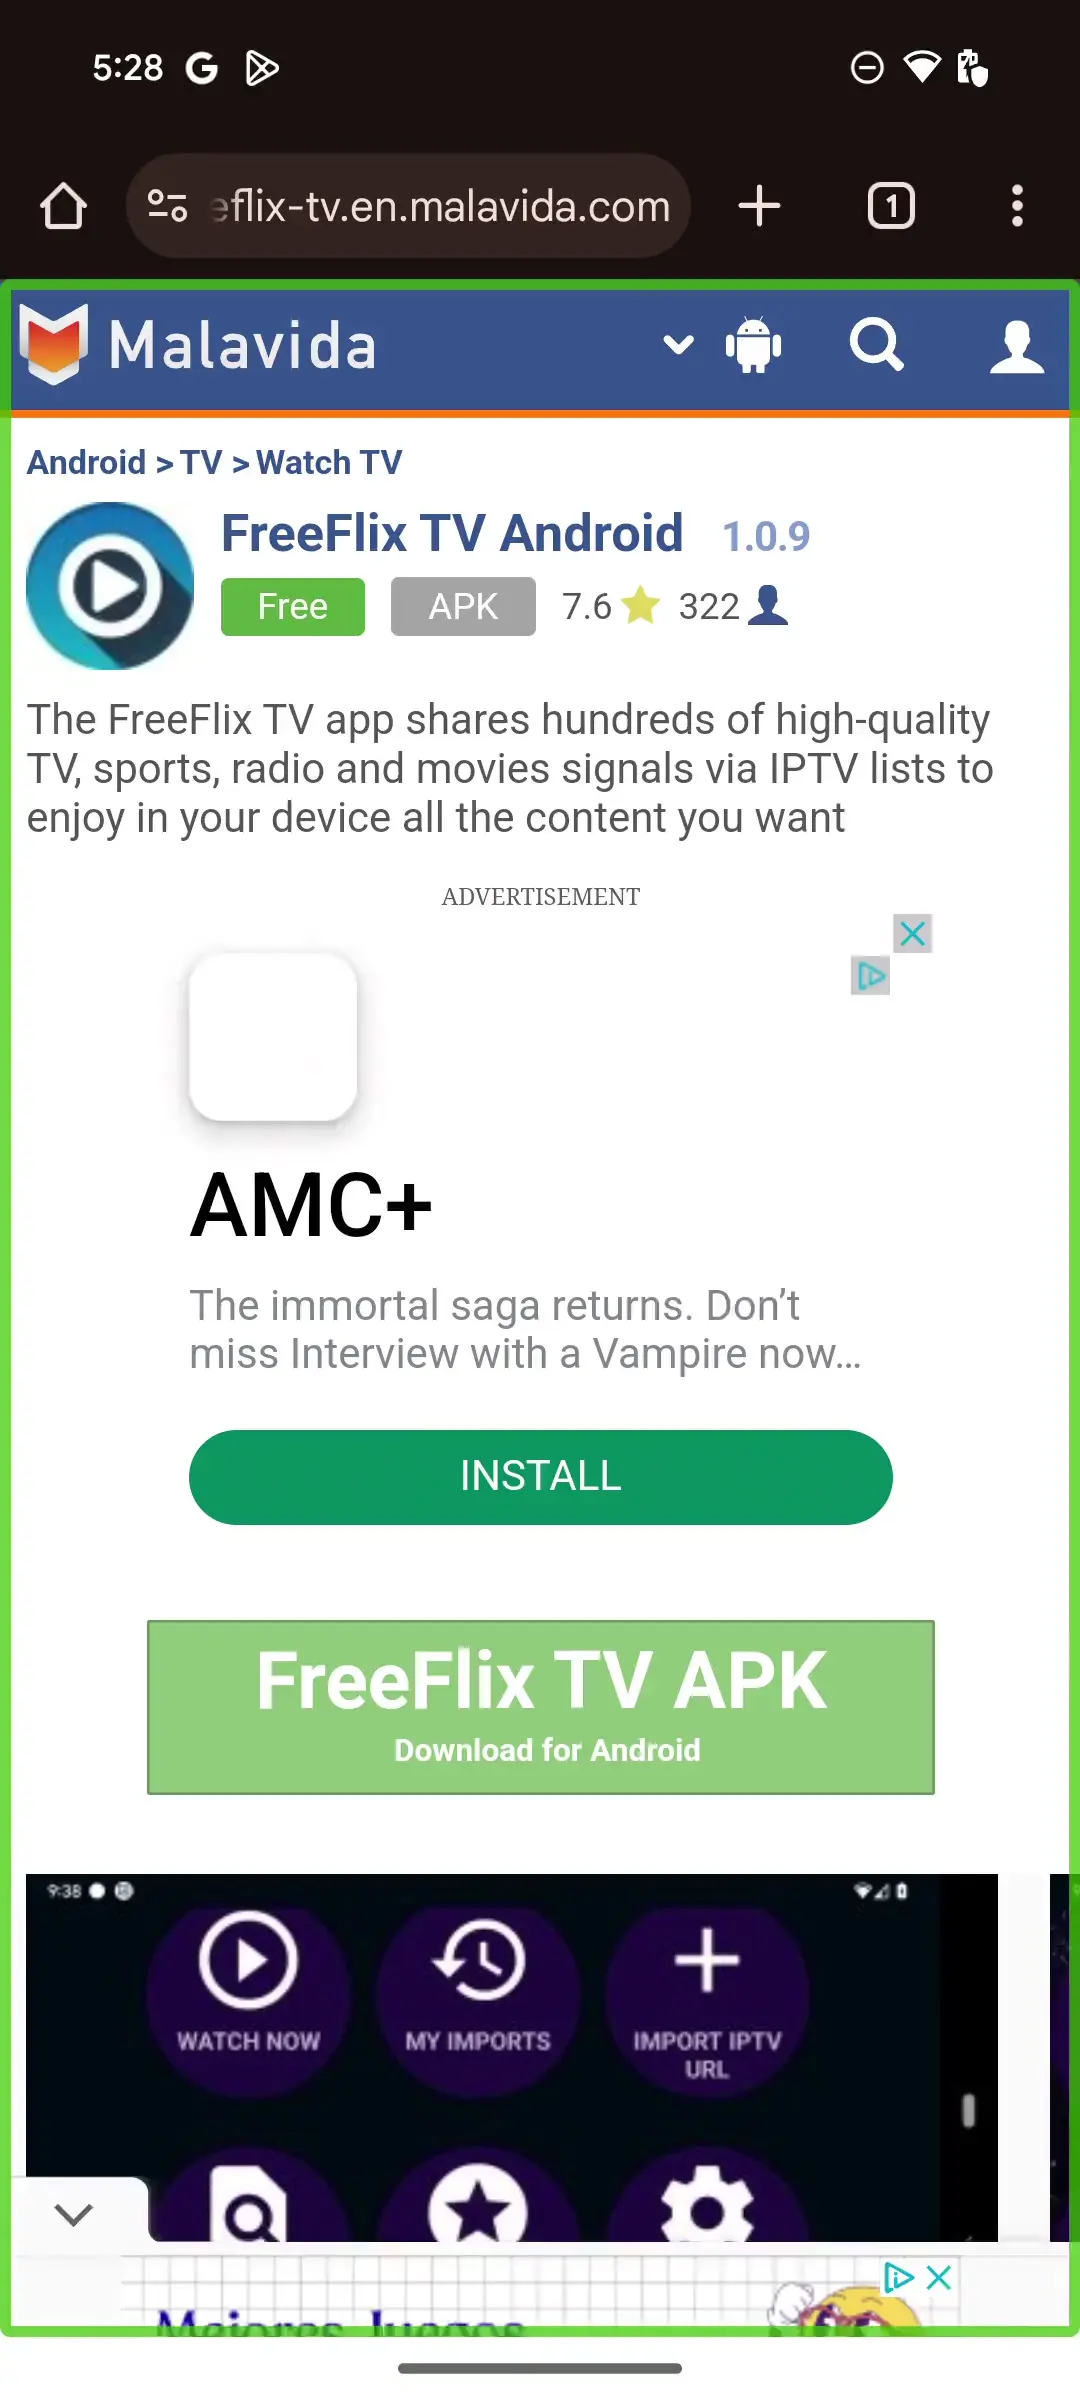 5:28
eflix-tv.en.malavida.com
1
Malavida
Android > TV > Watch TV
FreeFlix TV Android 1.0.9
Free APK 7.6 322
The FreeFlix TV app shares hundreds of high-quality
TV, sports, radio and movies signals via IPTV lists to
enjoy in your device all the content you want
ADVERTISEMENT
AMC+
The immortal saga returns. Don’t
miss Interview with a Vampire now...
INSTALL
FreeFlix TV APK
Download for Android
9:38
WATCH NOW
MY IMPORTS
IMPORT IPTV
URL
Mejores Juegos